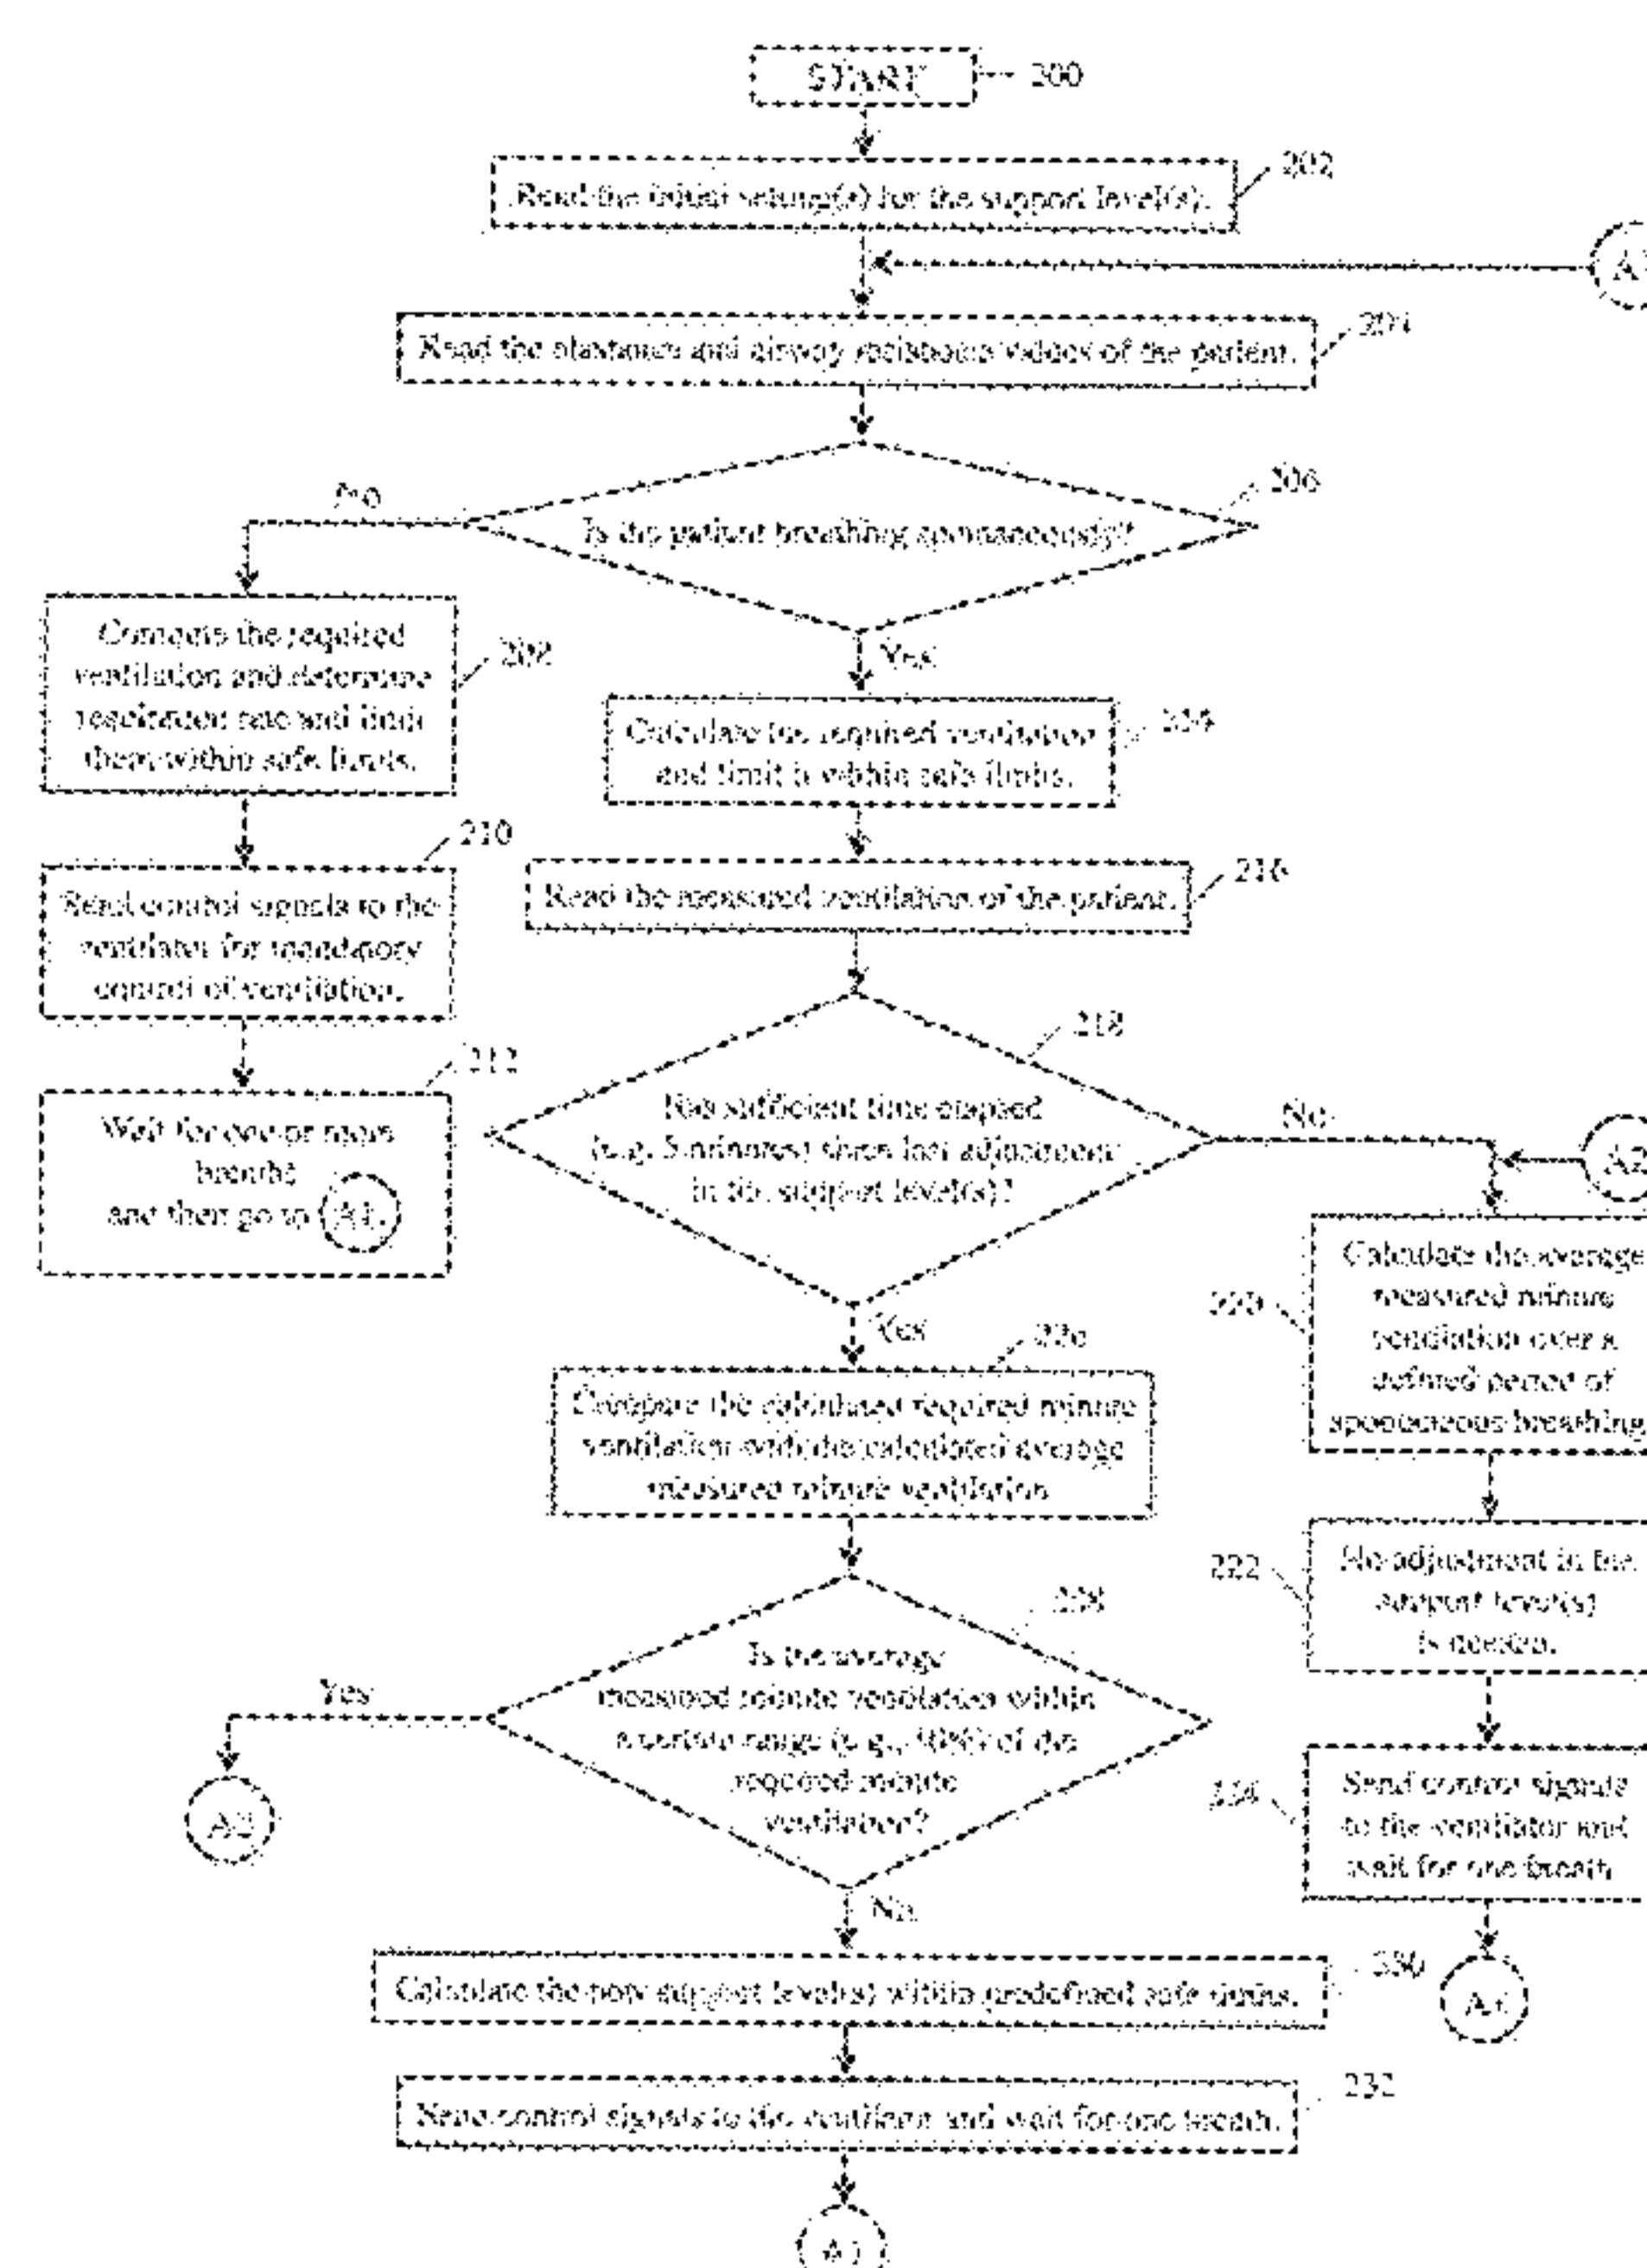 START
200
Read the initial setting(s) for the support level(s).
202
Read the elastance and airway resistance values of the patient.
204
Is the patient breathing spontaneously?
206
No
Compute the required
ventilation and determine
respiration rate and limit
them within safe limits.
208
Yes
Calculate the required ventilation
and limit it within safe limits.
210
Send control signals to the
ventilator for mandatory
control of ventilation.
Read the measured ventilation of the patient.
216
212
Wait for one or more
breaths
and then go to A1.
218
Has sufficient time elapsed
(e.g. 5 minutes) since last adjustment
in the support level(s)?
No
A2
Calculate the average
measured minute
ventilation over a
defined period of
spontaneous breathing
220
Yes
Compare the calculated required minute
ventilation with the calculated average
measured minute ventilation
222
No adjustment in the
support level(s)
is needed.
Is the average
measured minute ventilation within
a certain range (e.g., 10%) of the
required minute
ventilation?
Yes
A2
Send control signals
to the ventilator and
wait for one breath
No
Calculate the new support level(s) within predefined safe limits.
230
A1
Send control signals to the ventilator and wait for one breath.
232
A1